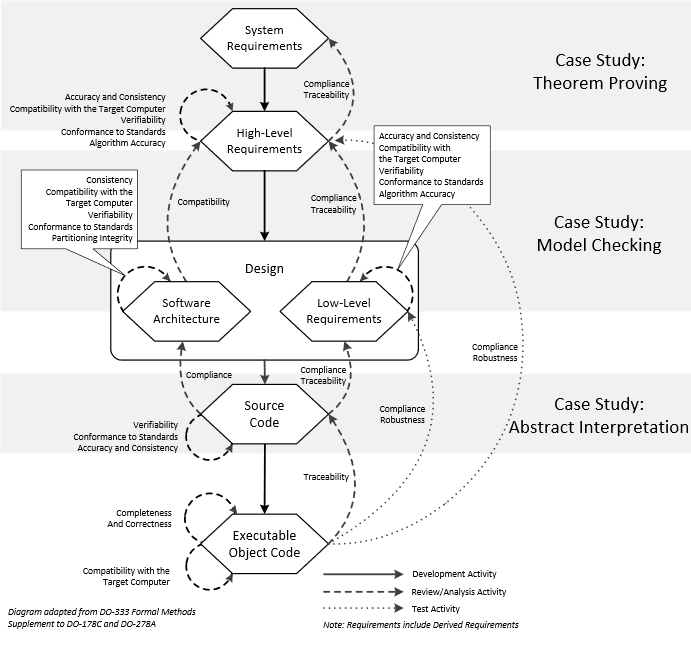 System
Requirements
Case Study:
Theorem Proving
Compliance
Traceability
Accuracy and Consistency
Compatibility with the Target Computer
Verifiability
Conformance to Standards
Algorithm Accuracy
High-Level
Requirements
Accuracy and Consistency
Compatibility with
the Target Computer
Verifiability
Conformance to Standards
Algorithm Accuracy
Consistency
Compatibility with the
Target Computer
Verifiability
Conformance to Standards
Partitioning Integrity
Compatibility
Compliance
Traceability
Case Study:
Model Checking
Design
Software
Architecture
Low-Level
Requirements
Compliance
Compliance
Traceability
Compliance
Robustness
Compliance
Robustness
Source
Code
Case Study:
Abstract Interpretation
Verifiability
Conformance to Standards
Accuracy and Consistency
Traceability
Completeness
And Correctness
Executable
Object Code
Compatibility with the
Target Computer
Development Activity
Review/Analysis Activity
Test Activity
Diagram adapted from DO-333 Formal Methods
Supplement to DO-178C and DO-278A
Note: Requirements include Derived Requirements